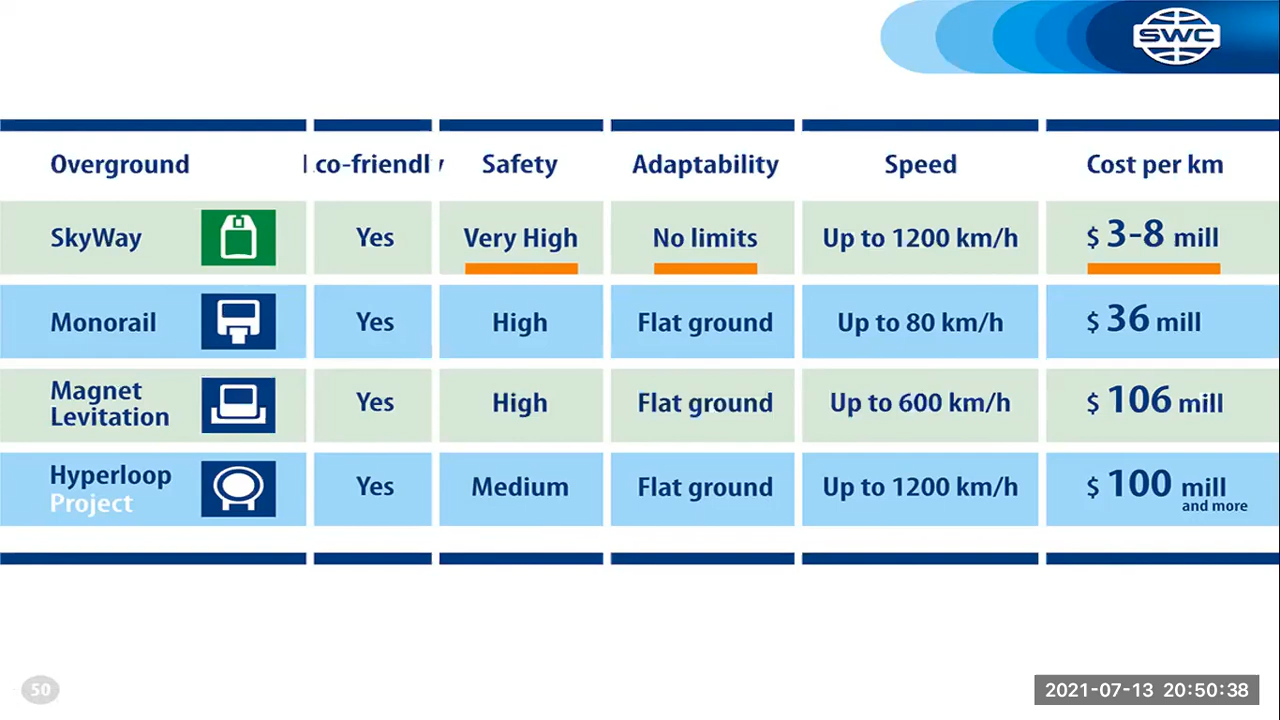 SWC
Overground Eco-friendly Safety Adaptability Speed Cost per km
SkyWay Yes Very High No limits Up to 1200 km/h $ 3-8 mill
Monorail Yes High Flat ground Up to 80 km/h $ 36 mill
Magnet
Levitation Yes High Flat ground Up to 600 km/h $ 106 mill
Hyperloop
Project Yes Medium Flat ground Up to 1200 km/h $ 100 mill
and more
50
2021-07-13 20:50:38